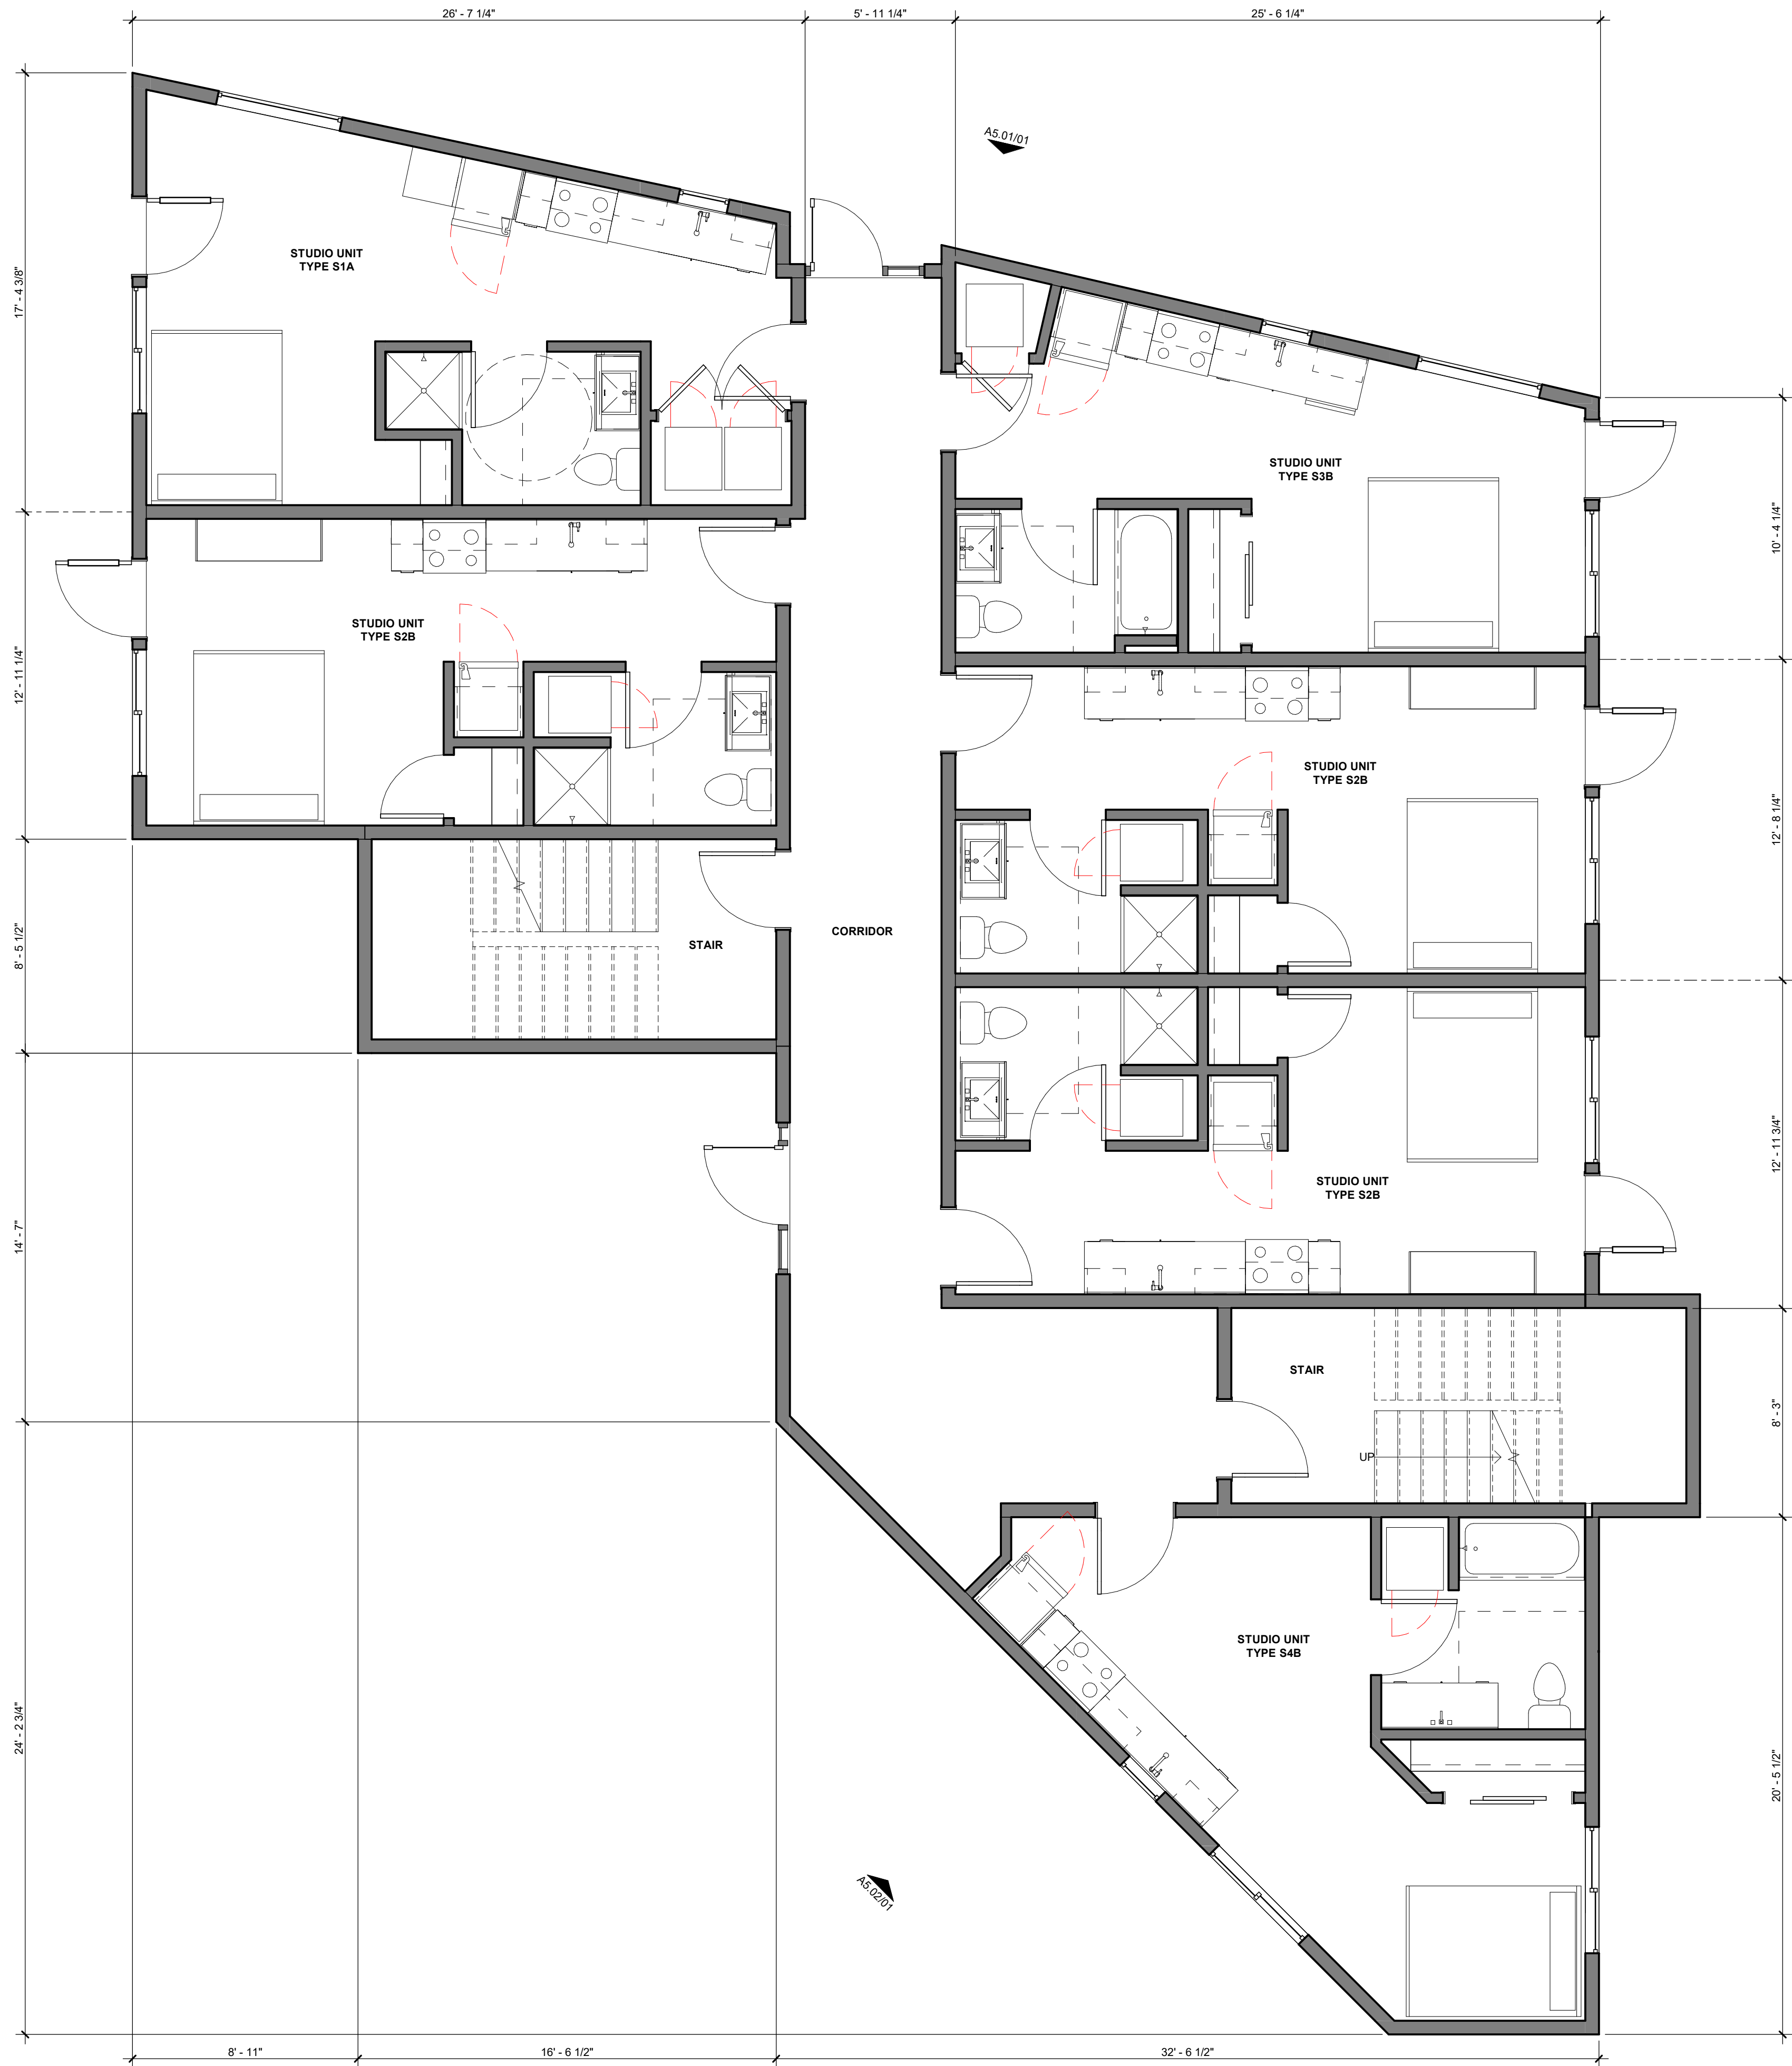 26' - 7 1/4"
5' - 11 1/4"
25' - 6 1/4"
A5.01/01
17' - 4 3/8"
STUDIO UNIT
TYPE S1A
STUDIO UNIT
TYPE S3B
10' - 4 1/4"
12' - 11 1/4"
STUDIO UNIT
TYPE S2B
STUDIO UNIT
TYPE S2B
12' - 8 1/4"
8' - 5 1/2"
STAIR
CORRIDOR
12' - 11 3/4"
STUDIO UNIT
TYPE S2B
14' - 7"
STAIR
8' - 3"
UP
STUDIO UNIT
TYPE S4B
24' - 2 3/4"
20' - 5 1/2"
A5.02/01
8' - 11"
16' - 6 1/2"
32' - 6 1/2"